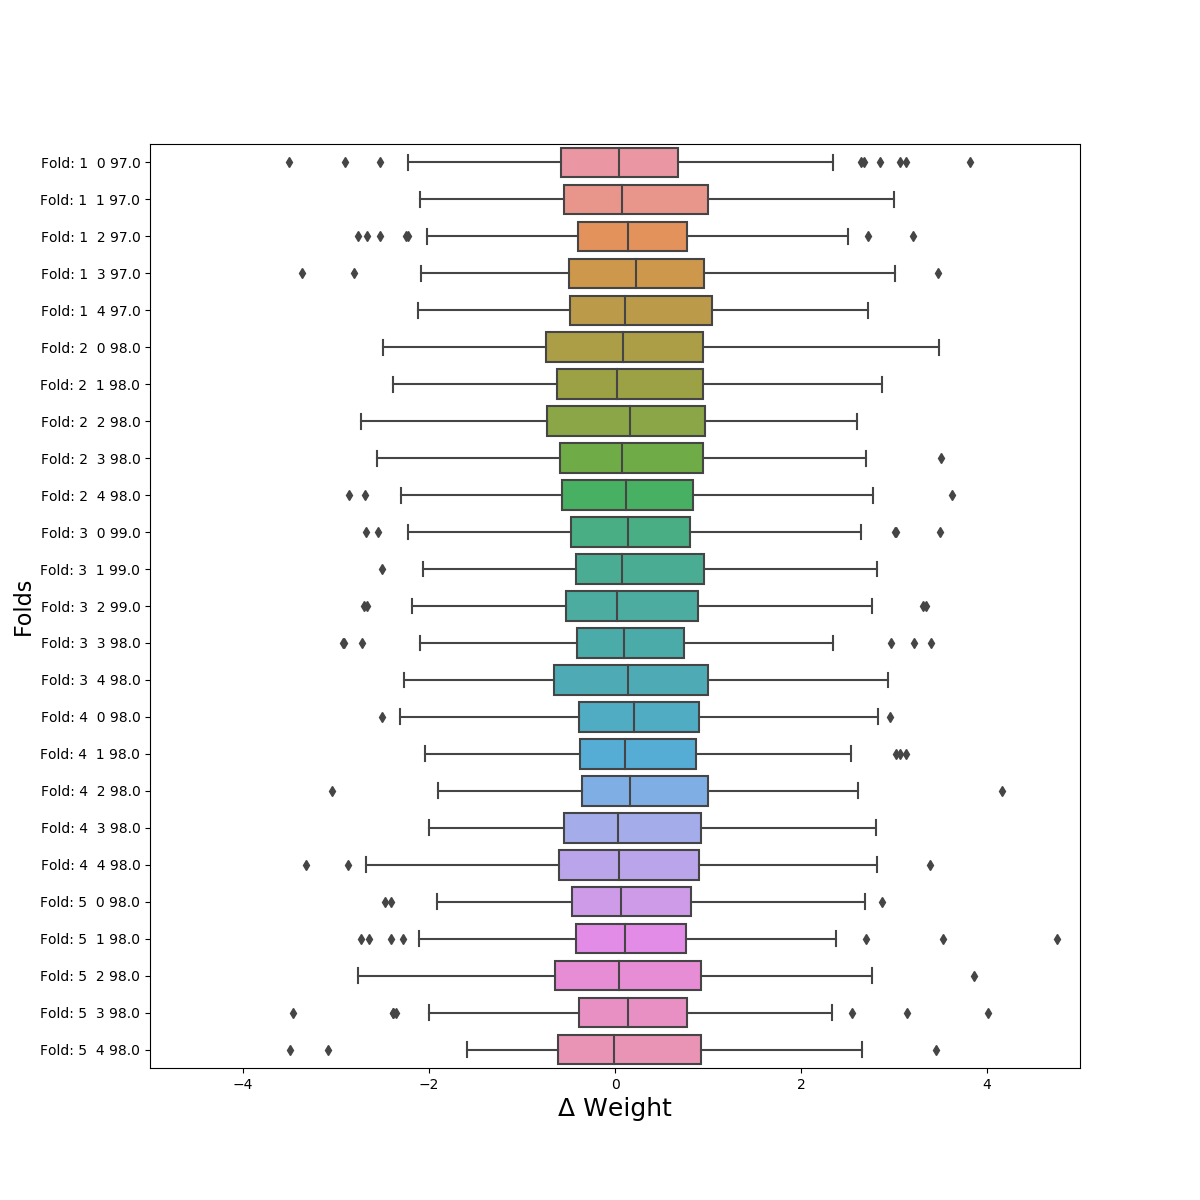 Fold: 1  0 97.0
Fold: 1  1 97.0
Fold: 1  2 97.0
Fold: 1  3 97.0
Fold: 1  4 97.0
Fold: 2  0 98.0
Fold: 2  1 98.0
Fold: 2  2 98.0
Fold: 2  3 98.0
Fold: 2  4 98.0
Fold: 3  0 99.0
Fold: 3  1 99.0
Fold: 3  2 99.0
Fold: 3  3 98.0
Fold: 3  4 98.0
Fold: 4  0 98.0
Fold: 4  1 98.0
Fold: 4  2 98.0
Fold: 4  3 98.0
Fold: 4  4 98.0
Fold: 5  0 98.0
Fold: 5  1 98.0
Fold: 5  2 98.0
Fold: 5  3 98.0
Fold: 5  4 98.0
Folds
−4 −2 0 2 4
Δ Weight